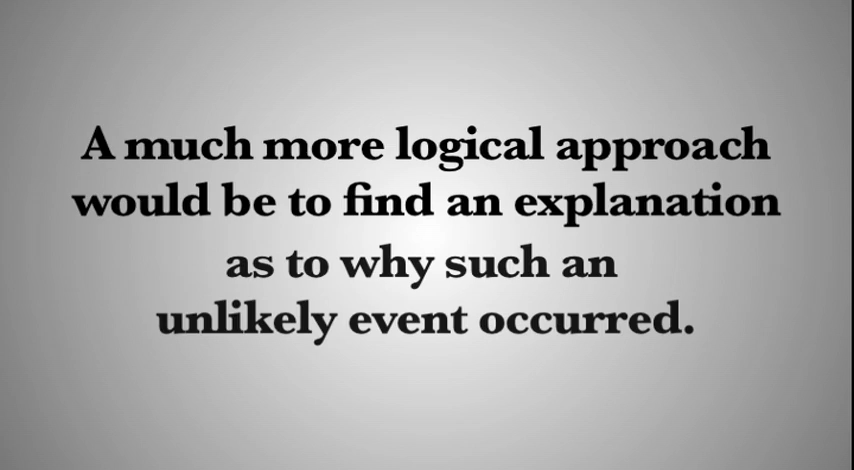 A much more logical approach
would be to find an explanation
as to why such an
unlikely event occurred.